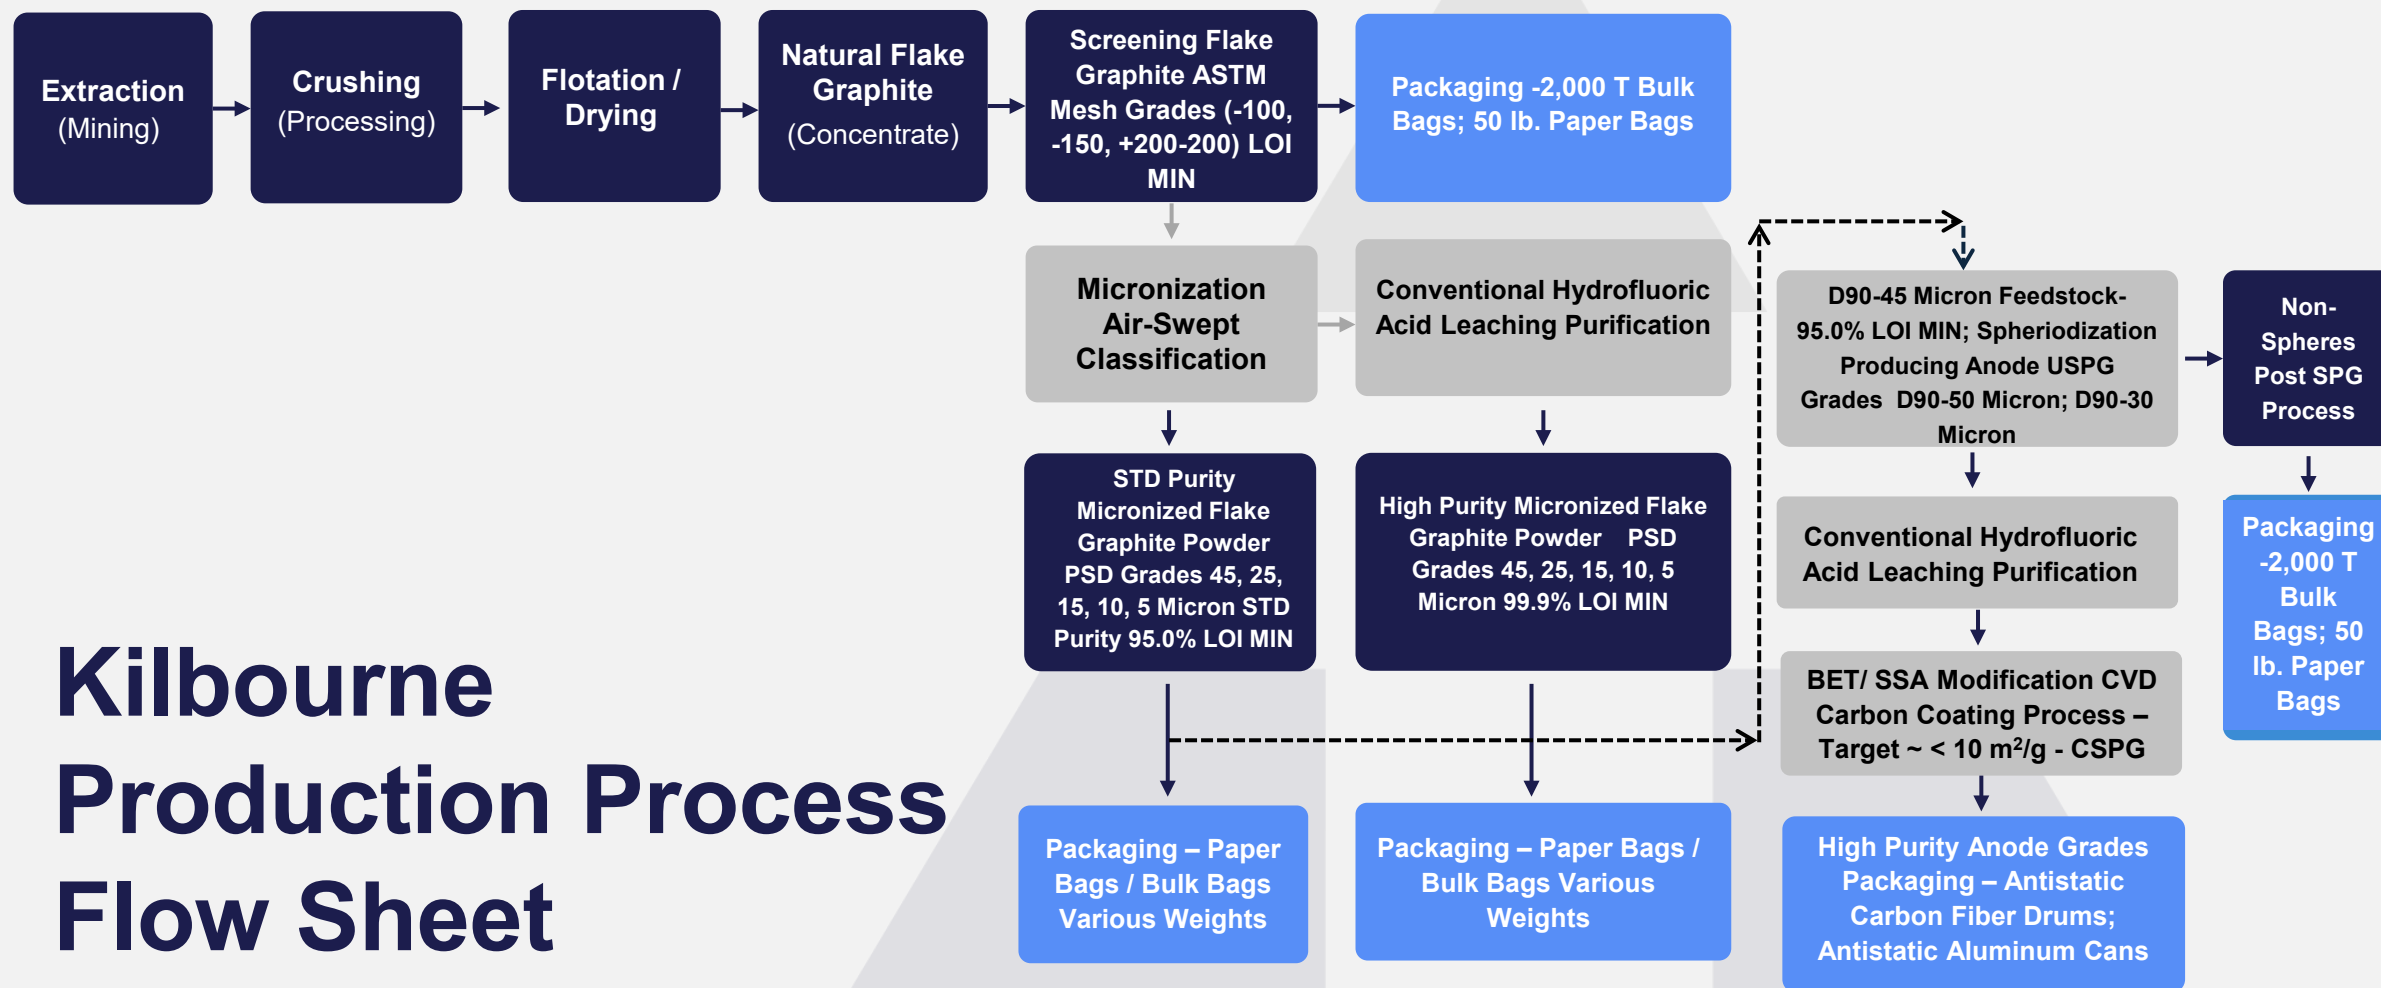 Extraction
(Mining)
Crushing
(Processing)
Flotation /
Drying
Natural Flake
Graphite
(Concentrate)
Screening Flake
Graphite ASTM
Mesh Grades (-100,
-150, +200-200) LOI
MIN
Packaging -2,000 T Bulk
Bags; 50 lb. Paper Bags
Micronization
Air-Swept
Classification
Conventional Hydrofluoric
Acid Leaching Purification
D90-45 Micron Feedstock-
95.0% LOI MIN; Spheriodization
Producing Anode USPG
Grades D90-50 Micron; D90-30
Micron
Non-
Spheres
Post SPG
Process
STD Purity
Micronized Flake
Graphite Powder
PSD Grades 45, 25,
15, 10, 5 Micron STD
Purity 95.0% LOI MIN
High Purity Micronized Flake
Graphite Powder PSD
Grades 45, 25, 15, 10, 5
Micron 99.9% LOI MIN
Conventional Hydrofluoric
Acid Leaching Purification
Packaging
-2,000 T
Bulk
Bags; 50
lb. Paper
Bags
BET/ SSA Modification CVD
Carbon Coating Process –
Target ~ < 10 m²/g - CSPG
Packaging – Paper
Bags / Bulk Bags
Various Weights
Packaging – Paper Bags /
Bulk Bags Various
Weights
High Purity Anode Grades
Packaging – Antistatic
Carbon Fiber Drums;
Antistatic Aluminum Cans
Kilbourne
Production Process
Flow Sheet